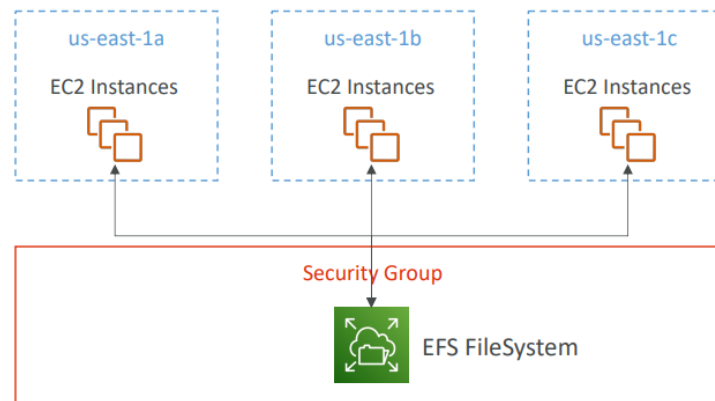 us-east-1a
us-east-1b
us-east-1c
EC2 Instances
EC2 Instances
EC2 Instances
Security Group
EFS FileSystem